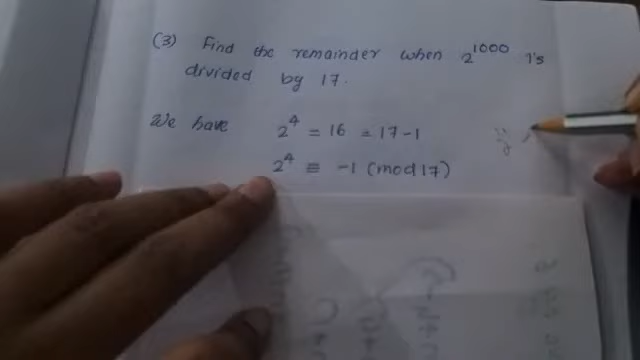 (3) Find the remainder when 2^1000 is
divided by 17.
We have 2^4 = 16 = 17-1
2^4 ≡ -1 (mod 17)